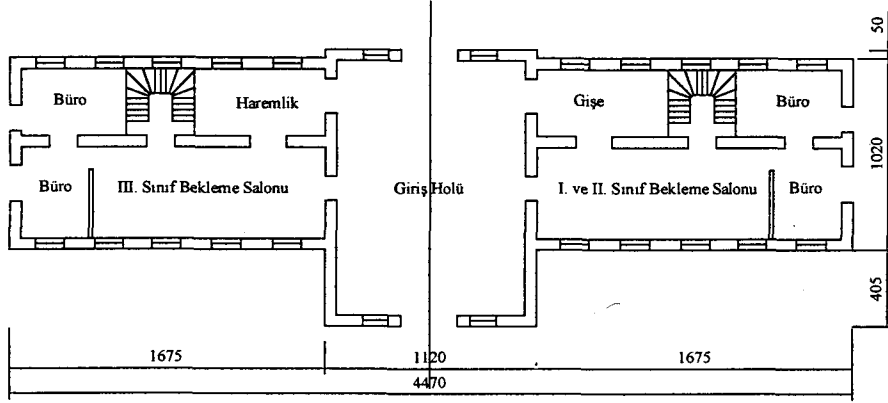 50
Büro
Haremlik
Gişe
Büro
1020
Büro
III. Sınıf Bekleme Salonu
Giriş Holü
I. ve II. Sınıf Bekleme Salonu
Büro
405
1675
1120
1675
4470